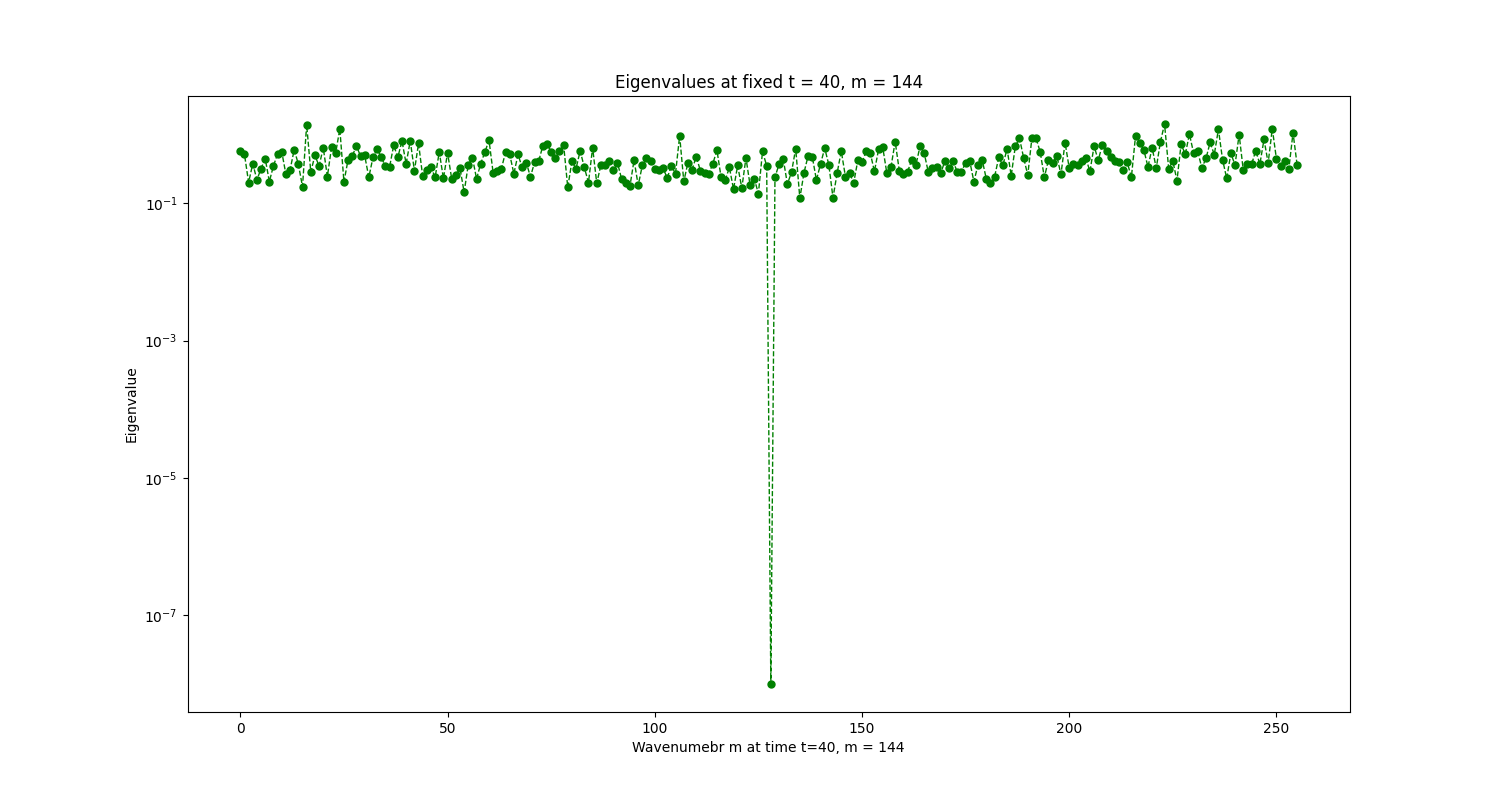 Eigenvalues at fixed t = 40, m = 144
10⁻¹
10⁻³
10⁻⁵
10⁻⁷
Eigenvalue
0 50 100 150 200 250
Wavenumebr m at time t=40, m = 144